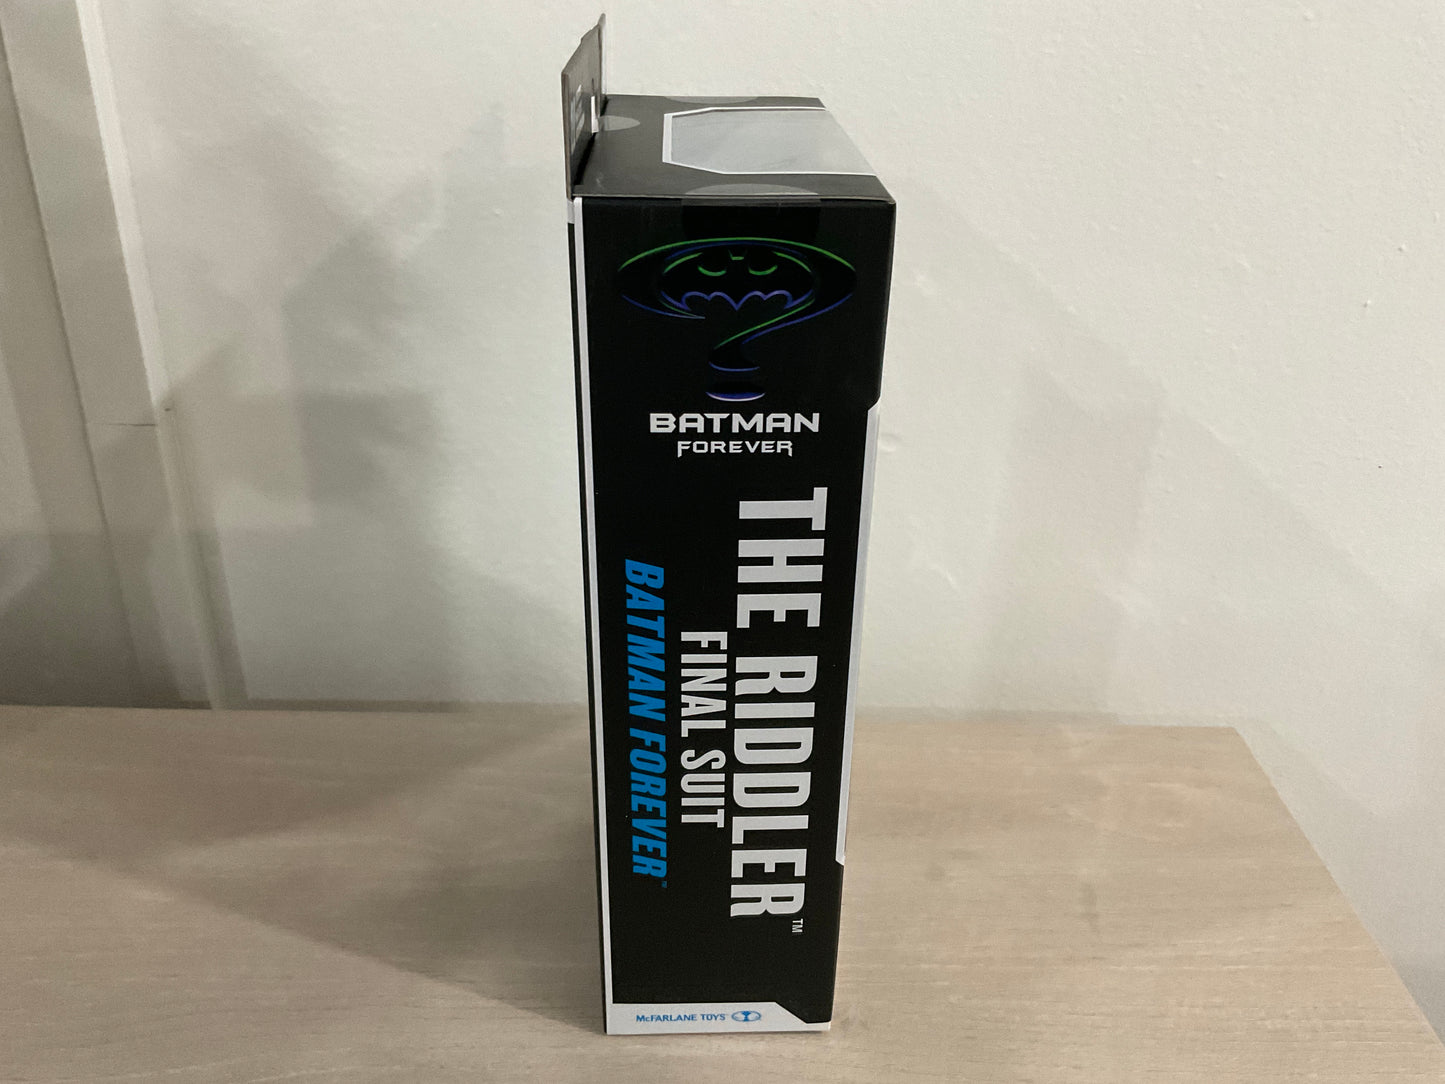 BATMAN
FOREVER
THE RIDDLER™
FINAL SUIT
BATMAN FOREVER™
McFARLANE TOYS